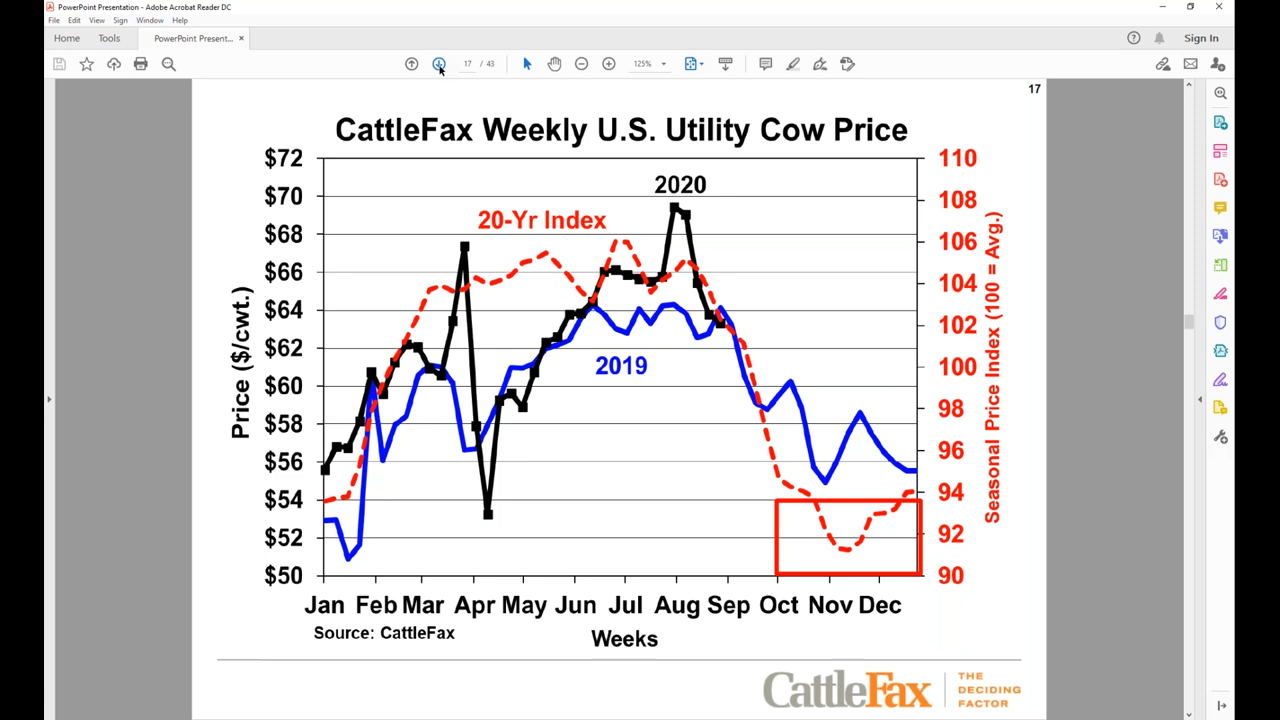 PowerPoint Presentation - Adobe Acrobat Reader DC
File Edit View Sign Window Help
Home Tools PowerPoint Present... × Sign In
17 / 43 125%
17
CattleFax Weekly U.S. Utility Cow Price
Price ($/cwt.)
$72
$70
$68
$66
$64
$62
$60
$58
$56
$54
$52
$50
2020
20-Yr Index
2019
110
108
106
104
102
100
98
96
94
92
90
Seasonal Price Index (100 = Avg.)
Jan Feb Mar Apr May Jun Jul Aug Sep Oct Nov Dec
Source: CattleFax
Weeks
CattleFax
THE
DECIDING
FACTOR